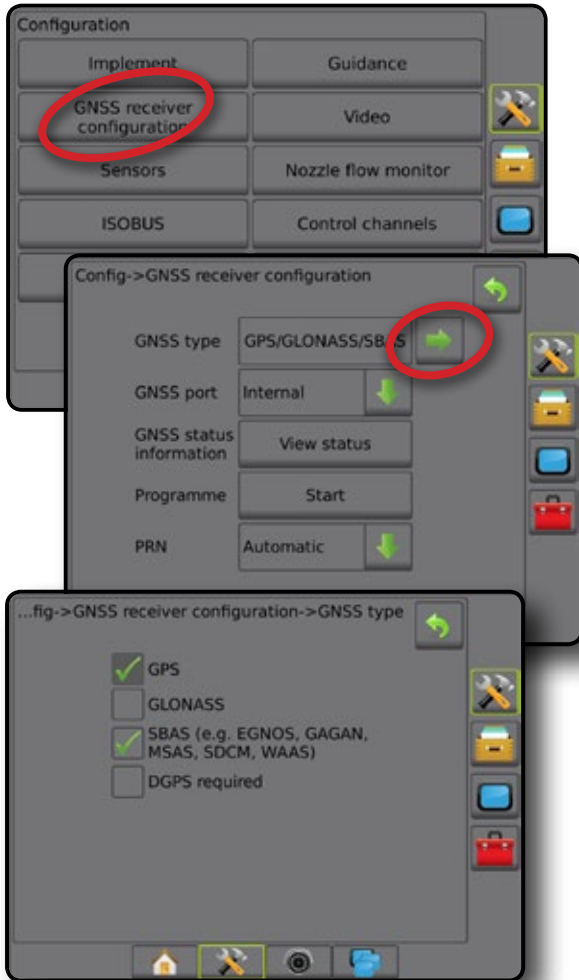 Configuration
Implement
Guidance
GNSS receiver
configuration
Video
Sensors
Nozzle flow monitor
ISOBUS
Control channels
Config->GNSS receiver configuration
GNSS type
GPS/GLONASS/SBAS
GNSS port
Internal
GNSS status
information
View status
Programme
Start
PRN
Automatic
...fig->GNSS receiver configuration->GNSS type
GPS
GLONASS
SBAS (e.g. EGNOS, GAGAN,
MSAS, SDCM, WAAS)
DGPS required